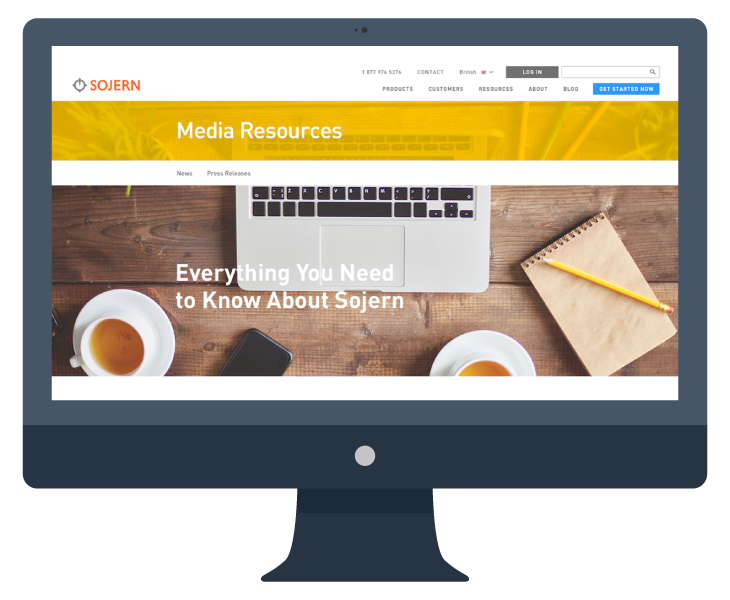 1 877 976 5376 CONTACT British LOG IN
SOJERN
PRODUCTS CUSTOMERS RESOURCES ABOUT BLOG GET STARTED NOW
Media Resources
News Press Releases
Z X C V B N M < > ?
Everything You Need
to Know About Sojern